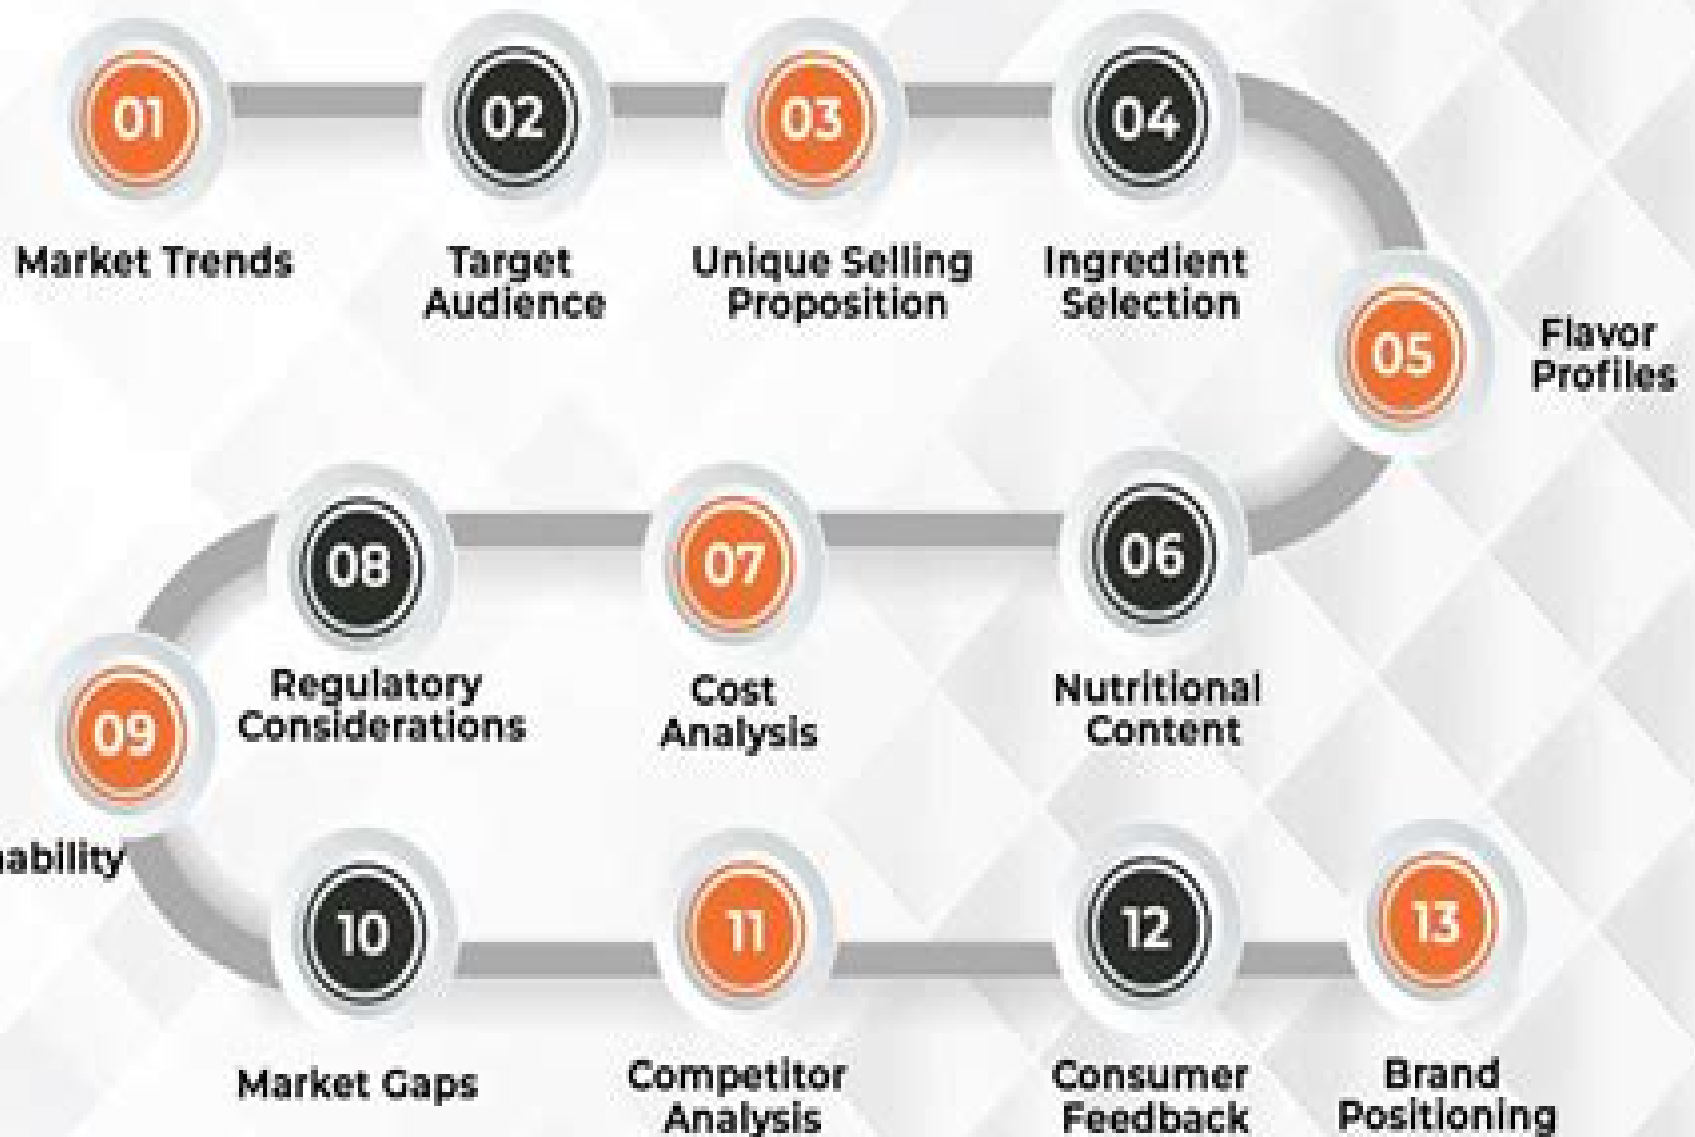 01
02
03
04
Market Trends
Target
Audience
Unique Selling
Proposition
Ingredient
Selection
05
Flavor
Profiles
06
Nutritional
Content
07
Cost
Analysis
08
Regulatory
Considerations
09
10
Market Gaps
11
Competitor
Analysis
12
Consumer
Feedback
13
Brand
Positioning